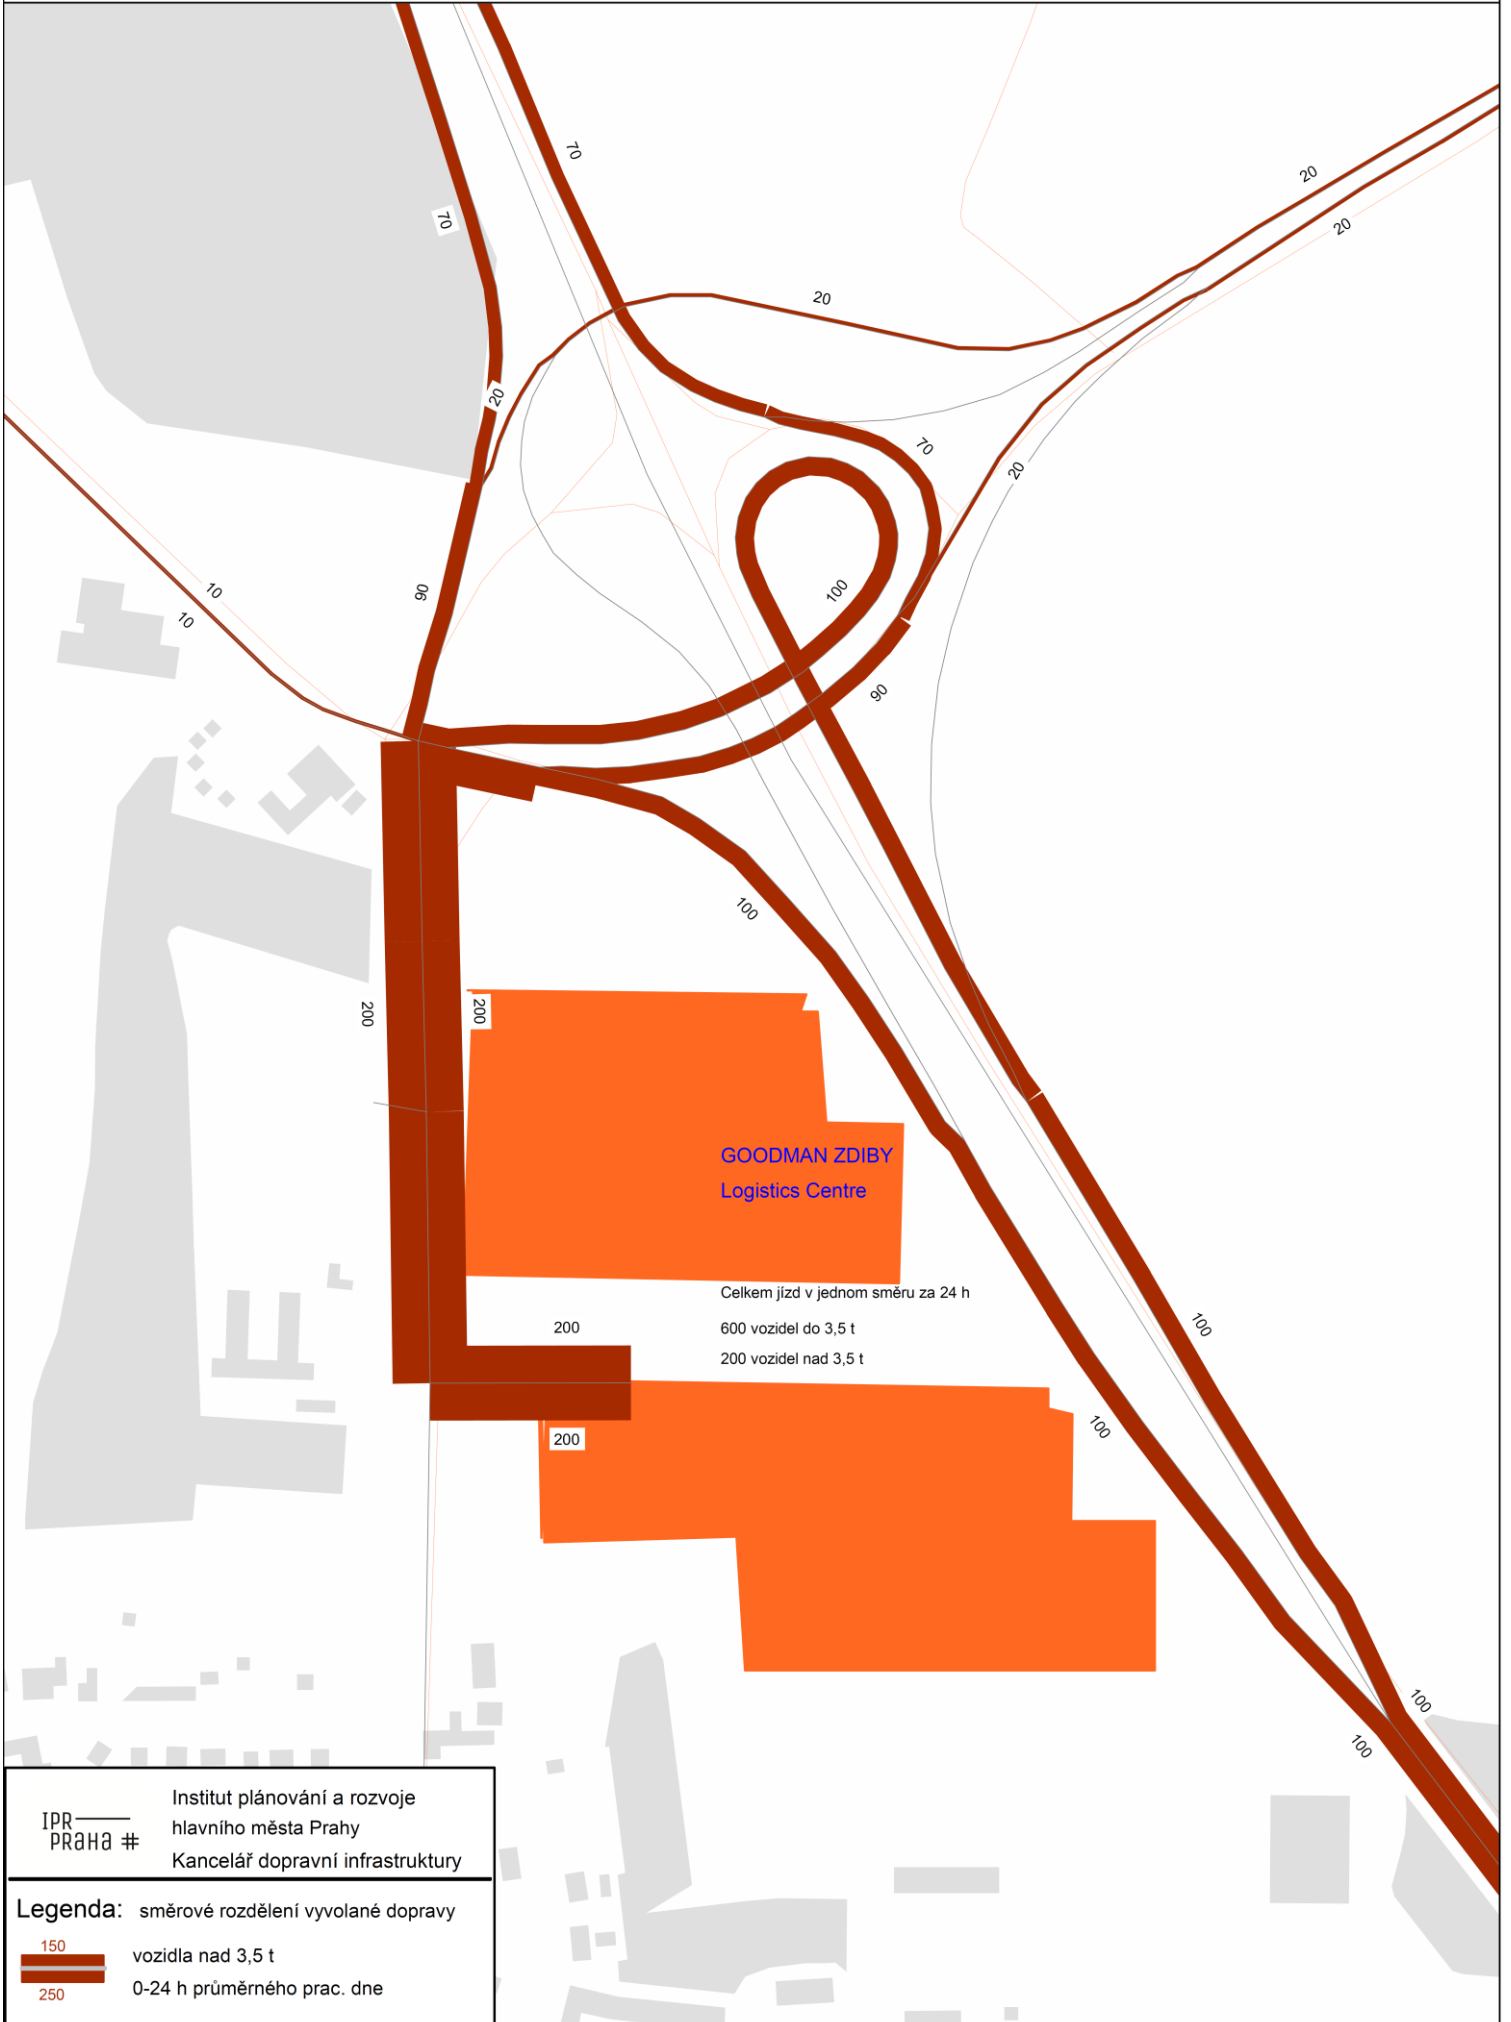 70
70
20
20
20
20
70
20
100
10
10
90
90
100
200
200
GOODMAN ZDIBY
Logistics Centre
Celkem jízd v jednom směru za 24 h
600 vozidel do 3,5 t
200 vozidel nad 3,5 t
200
200
100
100
100
100
IPR
PRAHA
Institut plánování a rozvoje
hlavního města Prahy
Kancelář dopravní infrastruktury
Legenda: směrové rozdělení vyvolané dopravy
150
250
vozidla nad 3,5 t
0-24 h průměrného prac. dne